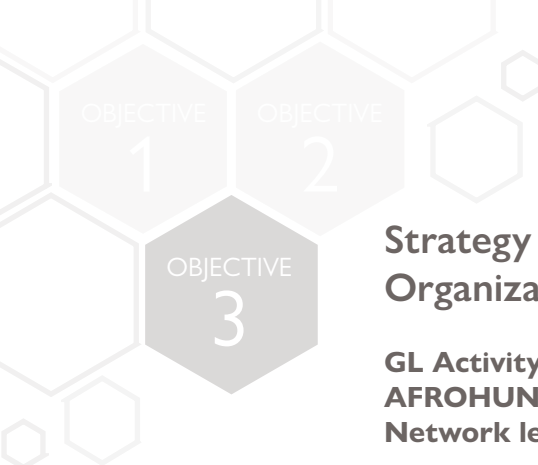 OBJECTIVE
1
OBJECTIVE
2
OBJECTIVE
3
Strategy
Organiza
GL Activity
AFROHUN
Network le